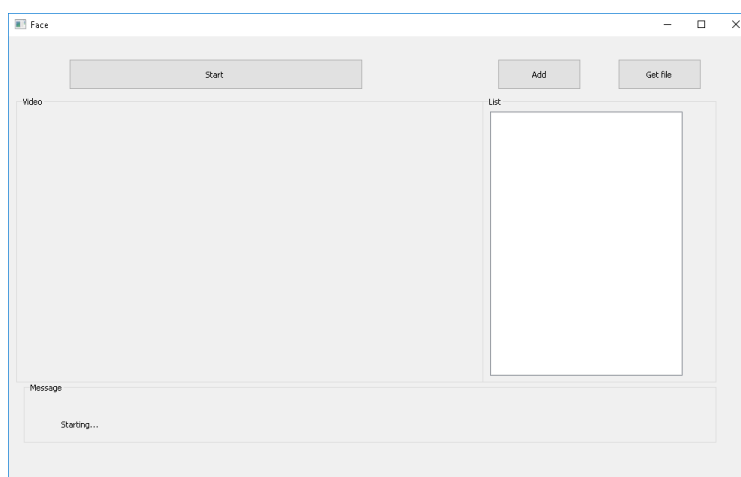 Face
Start
Add
Get file
Video
List
Message
Starting...